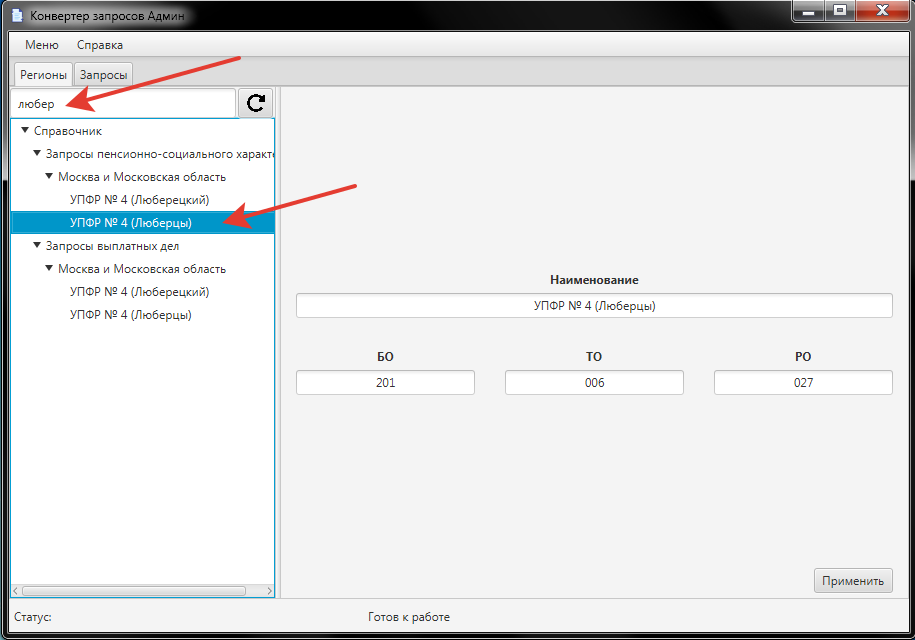 Конвертер запросов Админ
Меню Справка
Регионы Запросы
любер
Справочник
Запросы пенсионно-социального характе
Москва и Московская область
УПФР № 4 (Люберецкий)
УПФР № 4 (Люберцы)
Запросы выплатных дел
Москва и Московская область
УПФР № 4 (Люберецкий)
УПФР № 4 (Люберцы)
Наименование
УПФР № 4 (Люберцы)
БО ТО РО
201 006 027
Применить
Статус: Готов к работе